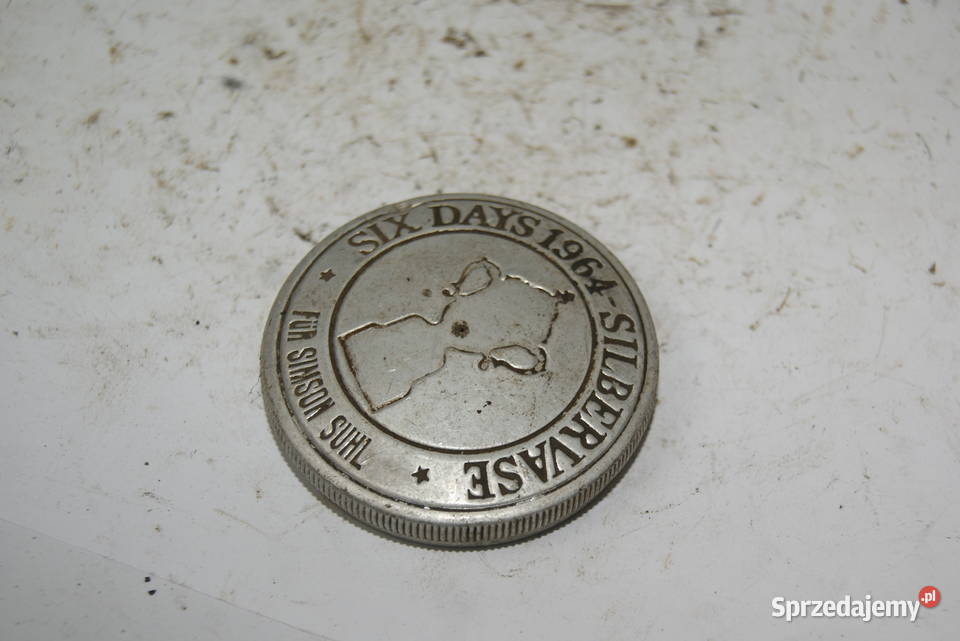 ★ SIX DAYS 1964-SILBERVASE ★
FÜR SIMSON SUHL
Sprzedajemy.pl